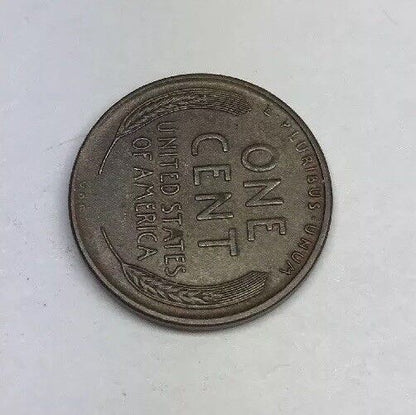 E·PLURIBUS·UNUM
ONE
CENT
UNITED STATES
OF AMERICA